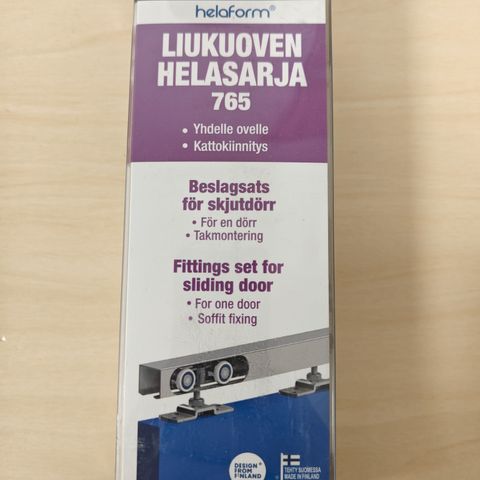 helaform®
LIUKUOVEN
HELASARJA
765
• Yhdelle ovelle
• Kattokiinnitys
Beslagsats
för skjutdörr
• För en dörr
• Takmontering
Fittings set for
sliding door
• For one door
• Soffit fixing
DESIGN
FROM
FINLAND
TEHTY SUOMESSA
MADE IN FINLAND